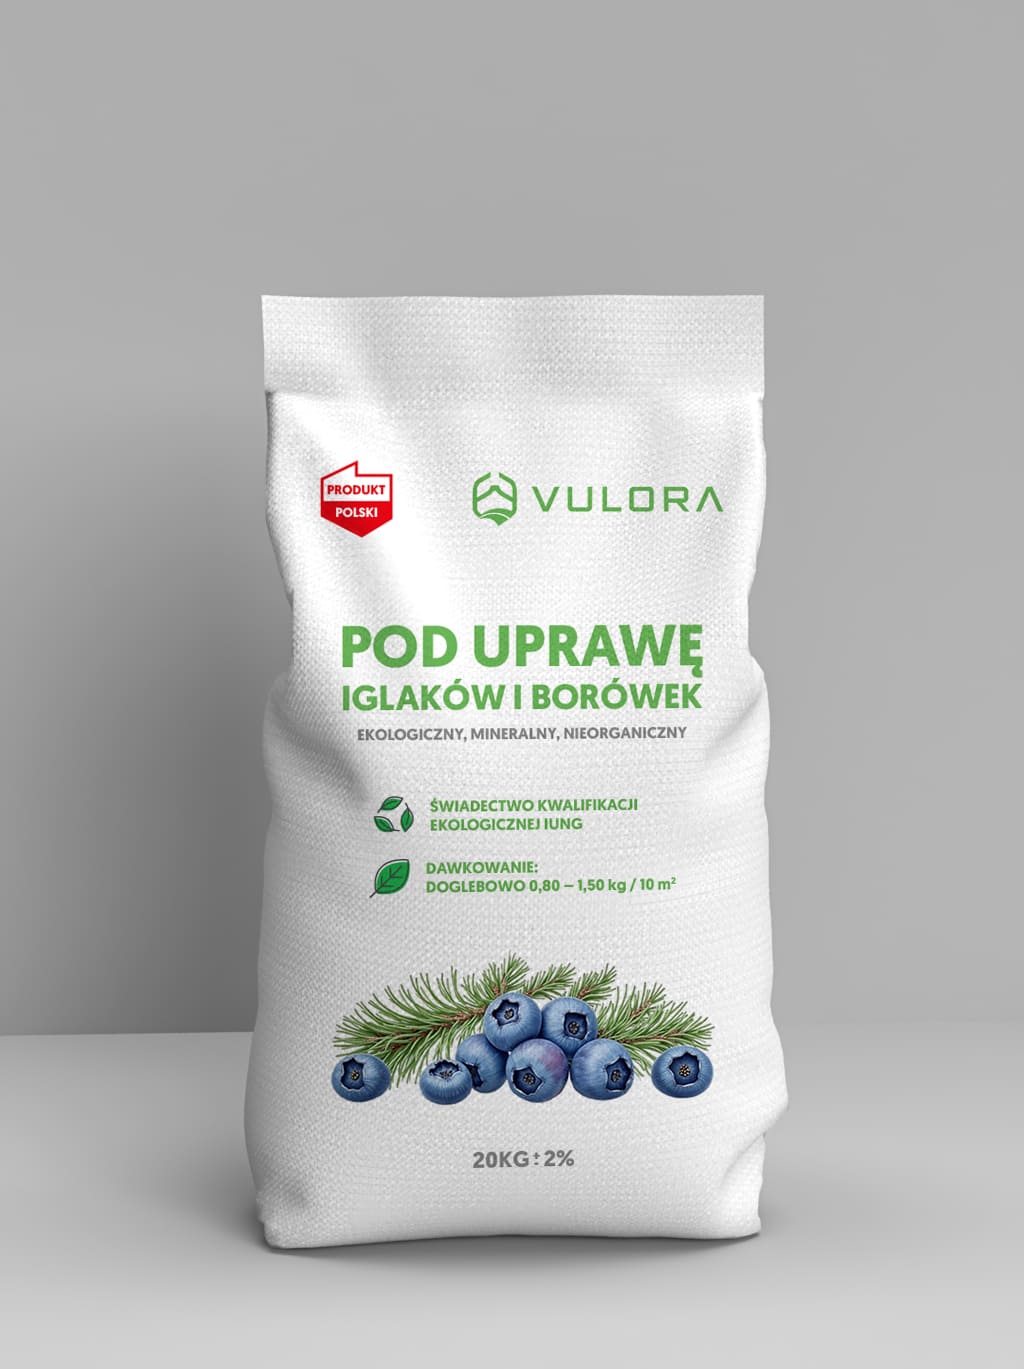 PRODUKT
POLSKI
VULORA
POD UPRAWĘ
IGLAKÓW I BORÓWEK
EKOLOGICZNY, MINERALNY, NIEORGANICZNY
ŚWIADECTWO KWALIFIKACJI
EKOLOGICZNEJ IUNG
DAWKOWANIE:
DOGLEBOWO 0,80 – 1,50 kg / 10 m²
20KG ± 2%